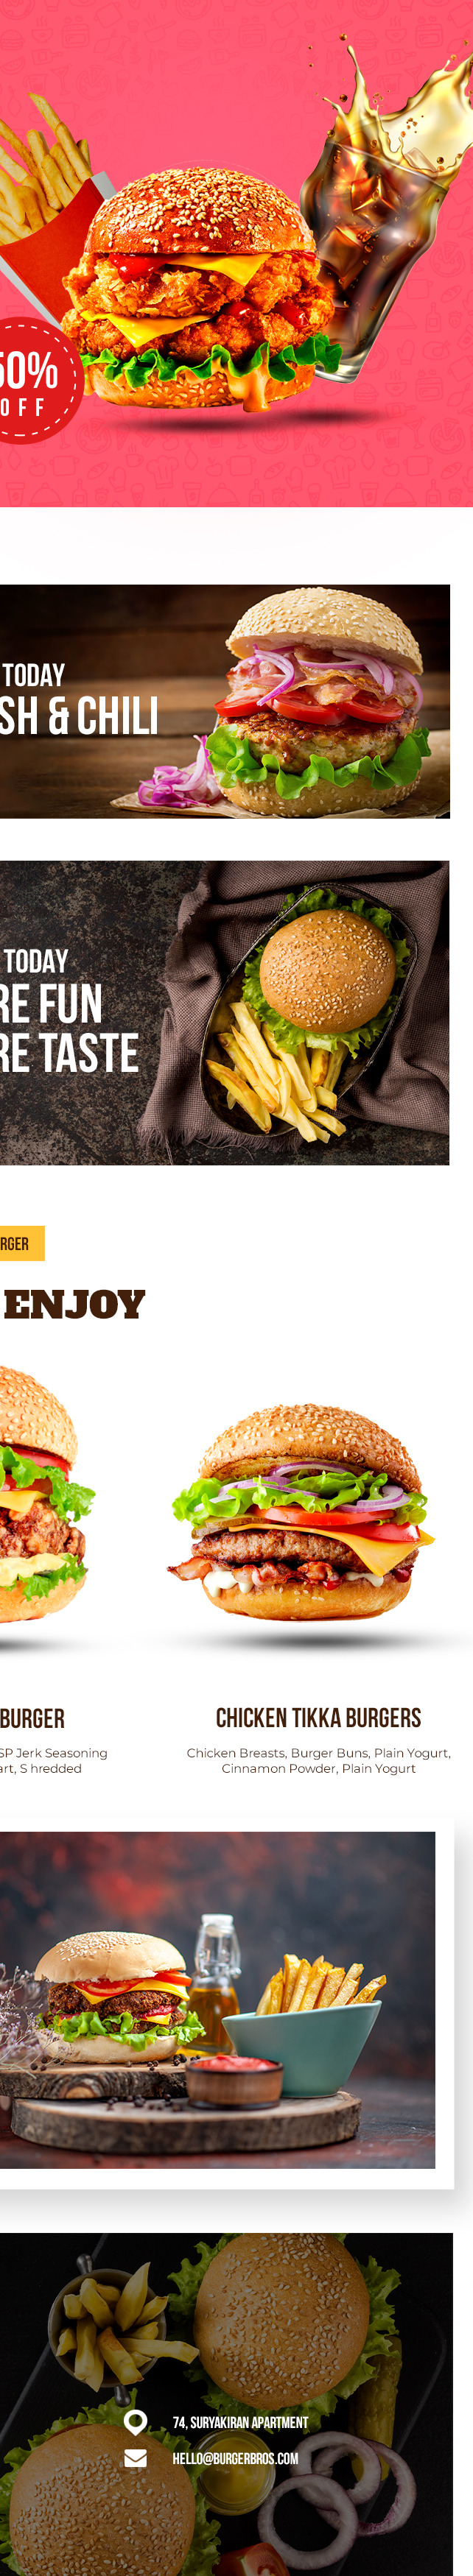 50%
OFF
TODAY
SH & CHILI
TODAY
RE FUN
RE TASTE
RGER
ENJOY
BURGER
SP Jerk Seasoning
art, S hredded
CHICKEN TIKKA BURGERS
Chicken Breasts, Burger Buns, Plain Yogurt,
Cinnamon Powder, Plain Yogurt
74, SURYAKIRAN APARTMENT
HELLO@BURGERBROS.COM